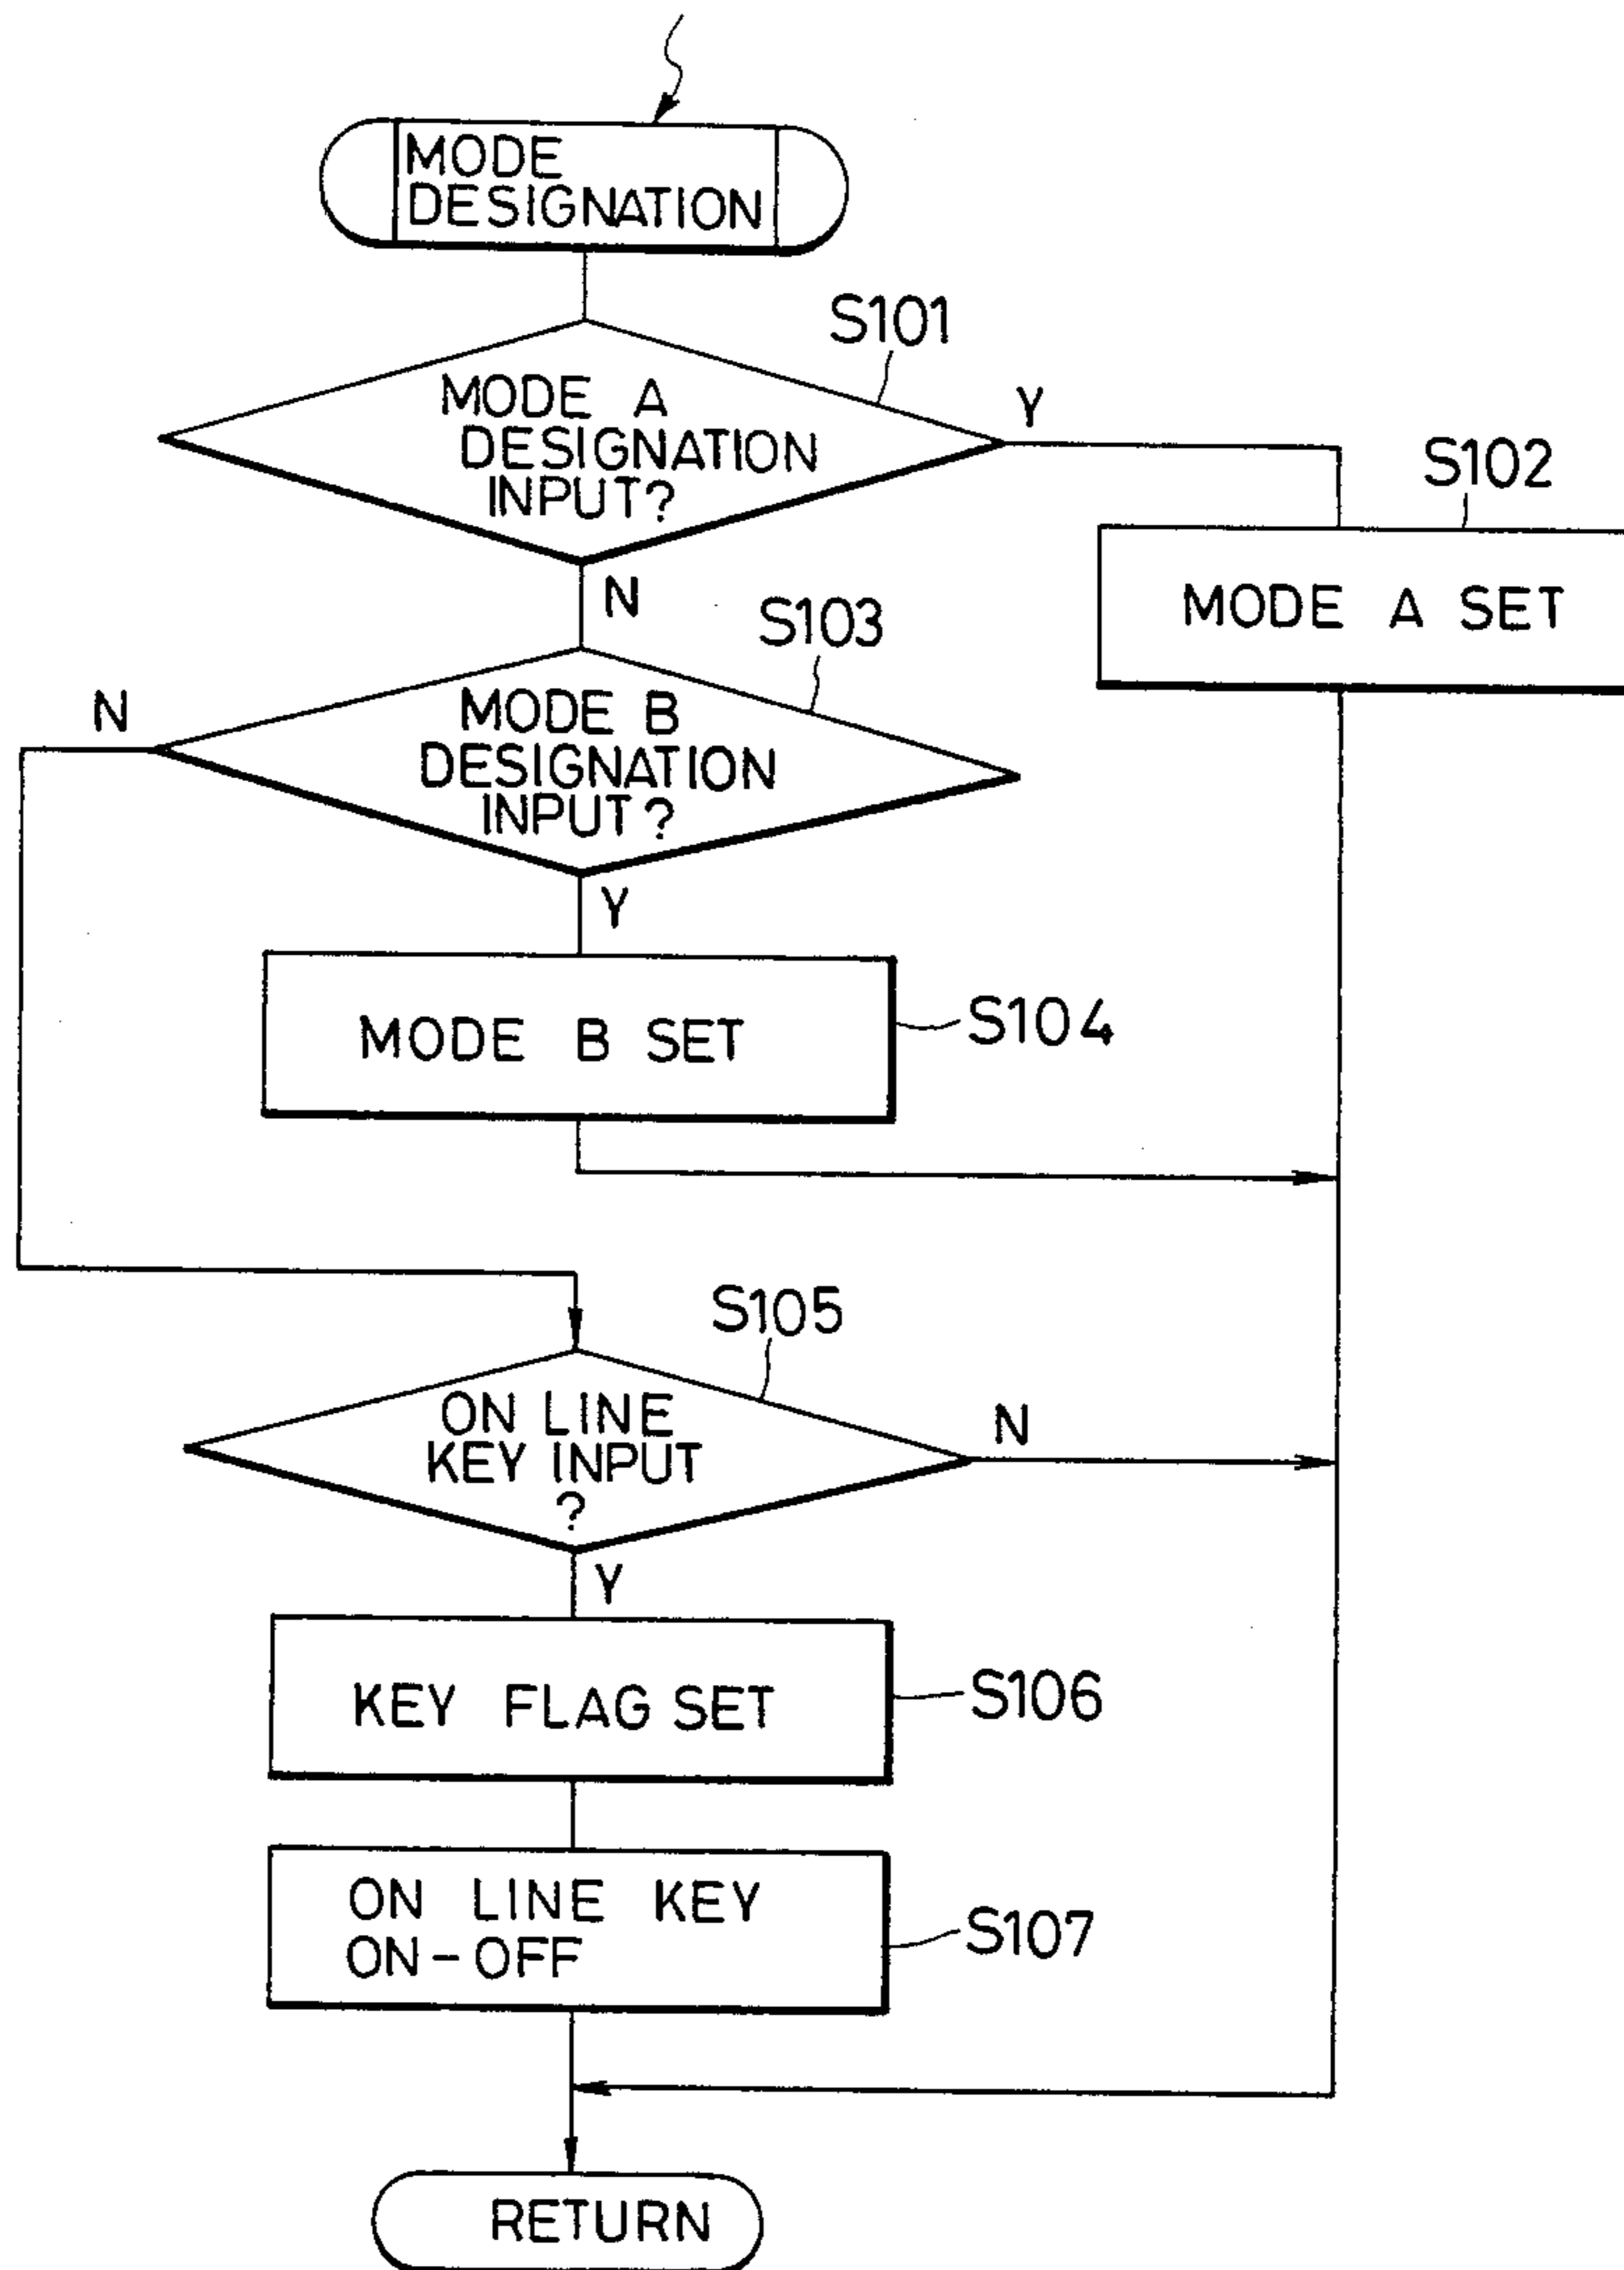 MODE
DESIGNATION
S101
MODE A
DESIGNATION
INPUT?
Y
S102
MODE A SET
N
S103
N
MODE B
DESIGNATION
INPUT?
Y
MODE B SET
S104
S105
ON LINE
KEY INPUT
?
N
Y
KEY FLAG SET
S106
ON LINE KEY
ON-OFF
S107
RETURN